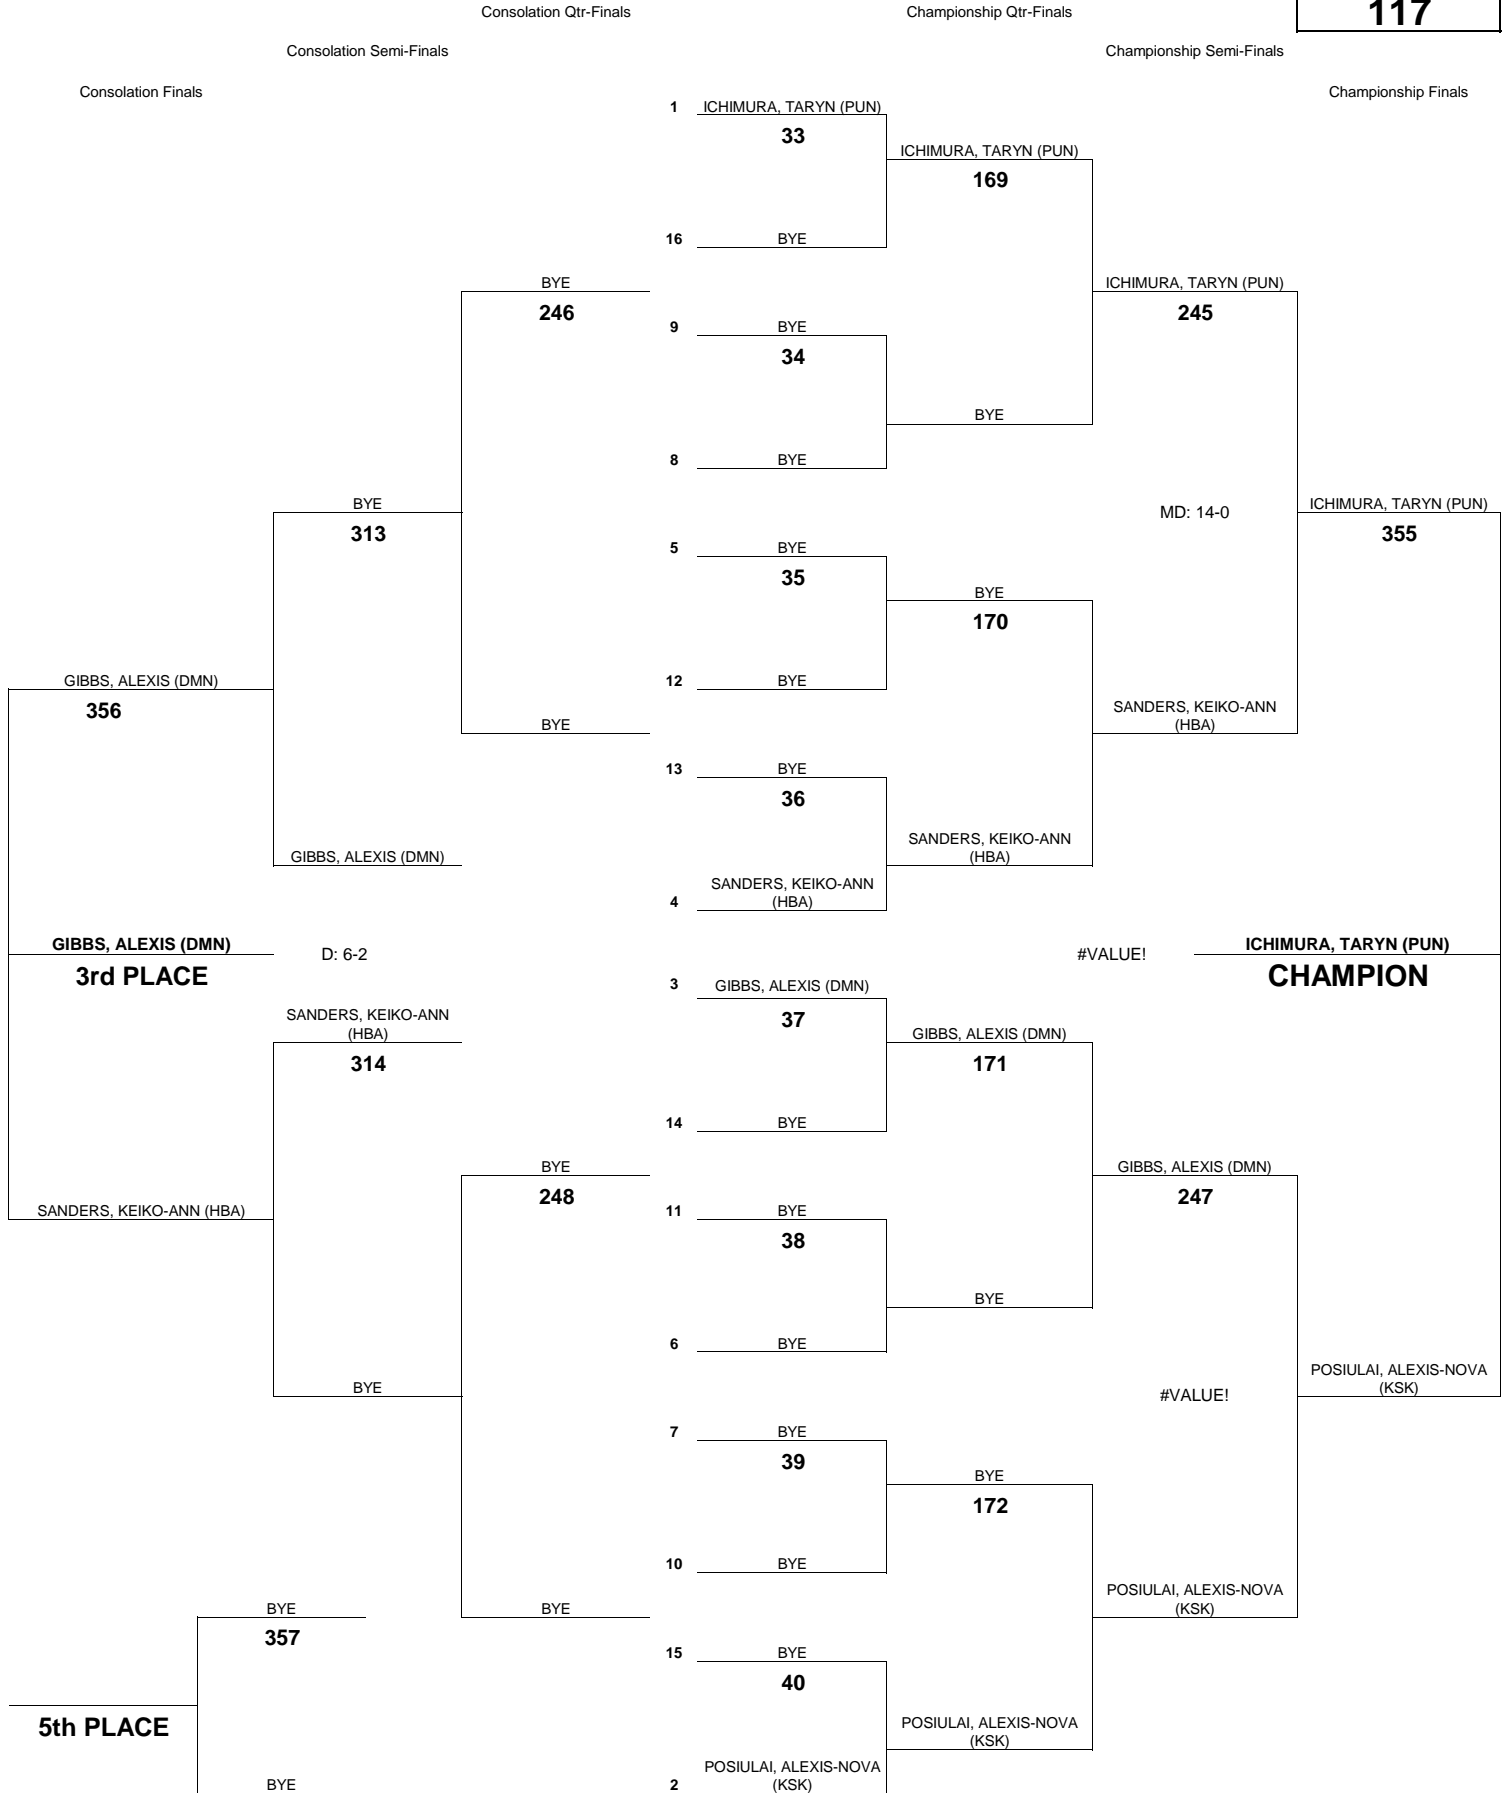 Consolation Qtr-Finals
Championship Qtr-Finals
117
Consolation Semi-Finals
Championship Semi-Finals
Consolation Finals
Championship Finals
1 ICHIMURA, TARYN (PUN)
33
ICHIMURA, TARYN (PUN)
169
16 BYE
BYE
246
ICHIMURA, TARYN (PUN)
245
9 BYE
34
BYE
8 BYE
BYE
313
MD: 14-0
ICHIMURA, TARYN (PUN)
355
5 BYE
35
BYE
170
GIBBS, ALEXIS (DMN)
356
12 BYE
SANDERS, KEIKO-ANN
(HBA)
BYE
13 BYE
36
SANDERS, KEIKO-ANN
(HBA)
GIBBS, ALEXIS (DMN)
SANDERS, KEIKO-ANN
4 (HBA)
GIBBS, ALEXIS (DMN)
3rd PLACE
D: 6-2
#VALUE!
ICHIMURA, TARYN (PUN)
CHAMPION
3 GIBBS, ALEXIS (DMN)
37
SANDERS, KEIKO-ANN
(HBA)
314
GIBBS, ALEXIS (DMN)
171
14 BYE
BYE
248
GIBBS, ALEXIS (DMN)
247
SANDERS, KEIKO-ANN (HBA)
11 BYE
38
BYE
6 BYE
BYE
#VALUE!
POSIULAI, ALEXIS-NOVA
(KSK)
7 BYE
39
BYE
172
10 BYE
POSIULAI, ALEXIS-NOVA
(KSK)
BYE
357
BYE
15 BYE
40
5th PLACE
POSIULAI, ALEXIS-NOVA
(KSK)
BYE
POSIULAI, ALEXIS-NOVA
2 (KSK)